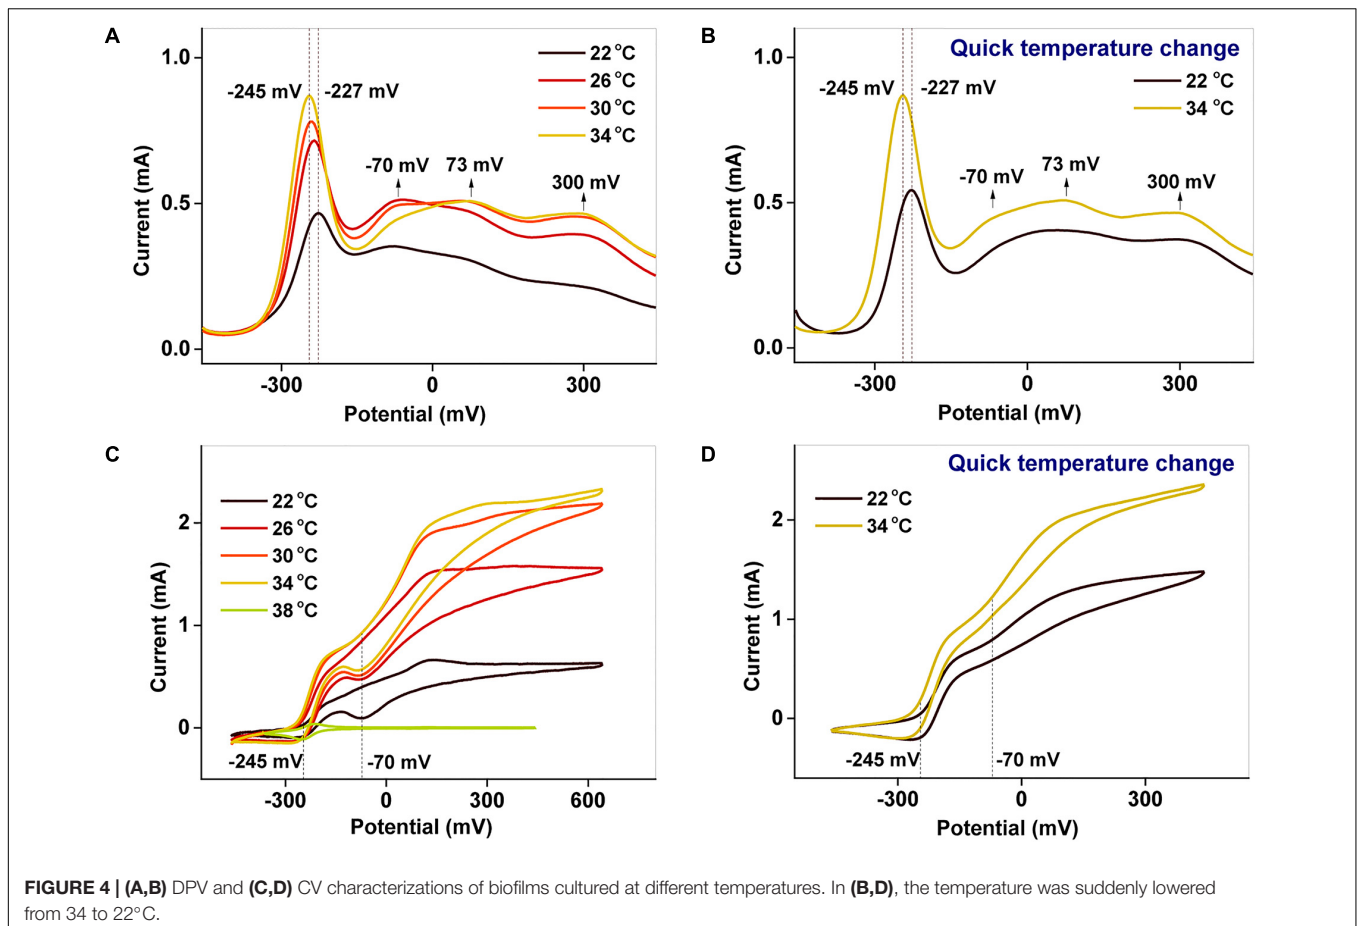 A
1.0
0.5
0.0
Current (mA)
-245 mV
-227 mV
-70 mV
73 mV
300 mV
22 °C
26 °C
30 °C
34 °C
-300
0
300
Potential (mV)
B
Quick temperature change
1.0
0.5
0.0
Current (mA)
-245 mV
-227 mV
-70 mV
73 mV
300 mV
22 °C
34 °C
-300
0
300
Potential (mV)
C
22 °C
26 °C
30 °C
34 °C
38 °C
2
1
0
Current (mA)
-245 mV
-70 mV
-300
0
300
600
Potential (mV)
D
Quick temperature change
22 °C
34 °C
2
1
0
Current (mA)
-245 mV
-70 mV
-300
0
300
Potential (mV)
FIGURE 4 | (A,B) DPV and (C,D) CV characterizations of biofilms cultured at different temperatures. In (B,D), the temperature was suddenly lowered
from 34 to 22°C.